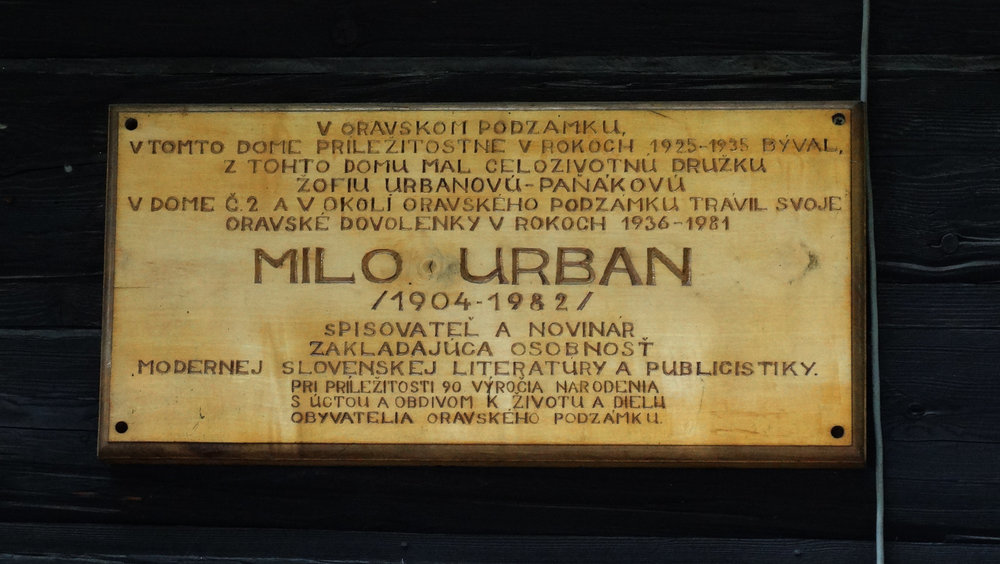 V ORAVSKOM PODZÁMKU,
V TOMTO DOME PRÍLEŽITOSTNE V ROKOCH 1925-1935 BÝVAL,
Z TOHTO DOMU MAL CELOŽIVOTNÚ DRUŽKU
ŽOFIU URBANOVÚ-PAŇÁKOVÚ
V DOME Č.2 A V OKOLÍ ORAVSKÉHO PODZÁMKU TRÁVIL SVOJE
ORAVSKÉ DOVOLENKY V ROKOCH 1936-1981
MILO URBAN
/1904-1982/
SPISOVATEĽ A NOVINÁR
ZAKLADAJÚCA OSOBNOSŤ
MODERNEJ SLOVENSKEJ LITERATÚRY A PUBLICISTIKY.
PRI PRÍLEŽITOSTI 90 VÝROČIA NARODENIA
S ÚCTOU A OBDIVOM K ŽIVOTU A DIELU
OBYVATELIA ORAVSKÉHO PODZÁMKU.